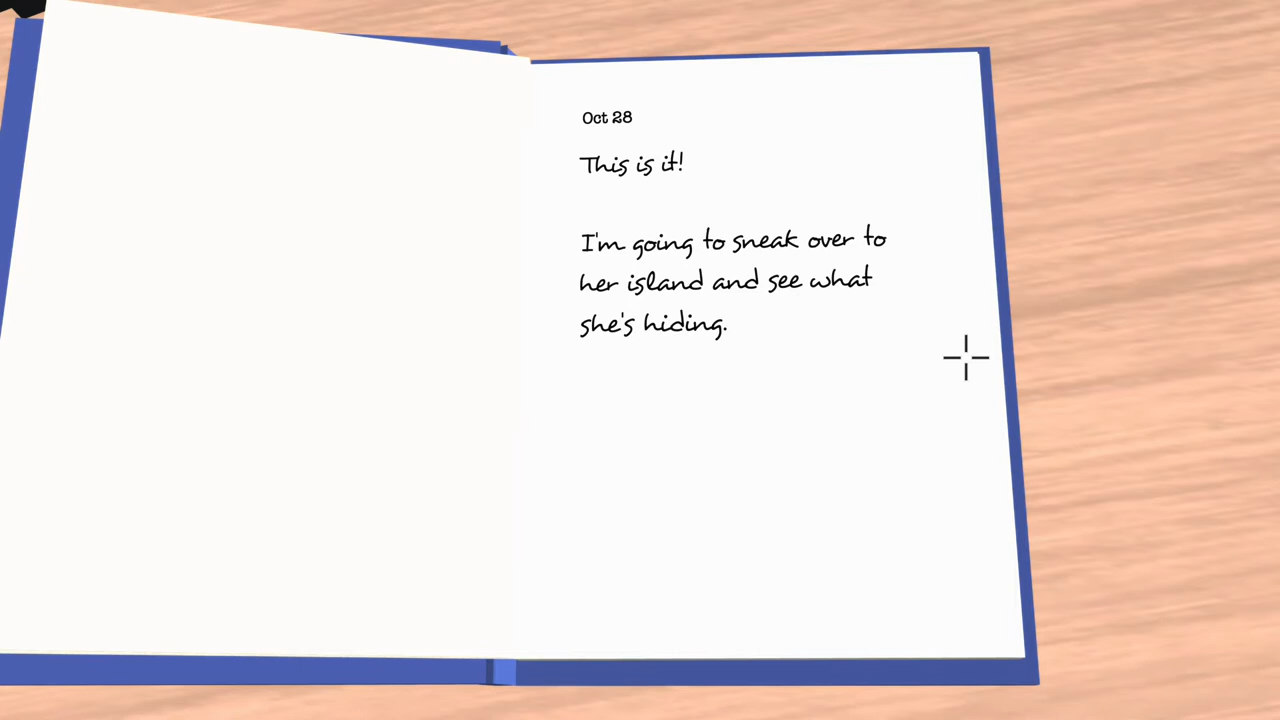 Oct 28
This is it!
I'm going to sneak over to
her island and see what
she's hiding.